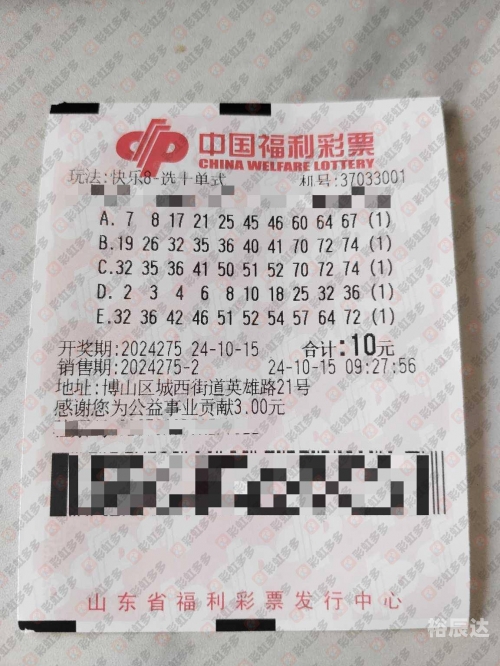 中国福利彩票
CHINA WELFARE LOTTERY
玩法:快乐8-选十单式 机号:37033001
A. 7 8 17 21 25 45 46 60 64 67 (1)
B.19 26 32 35 36 40 41 70 72 74 (1)
C.32 35 36 41 50 51 52 70 72 74 (1)
D. 2 3 4 6 8 10 18 25 32 36 (1)
E.32 36 42 46 51 52 54 57 64 72 (1)
开奖期:2024275 24-10-15 合计:10元
销售期:2024275-2 24-10-15 09:27:56
地址:博山区城西街道英雄路21号
感谢您为公益事业贡献3.00元
山东省福利彩票发行中心
裕辰达
彩虹多多